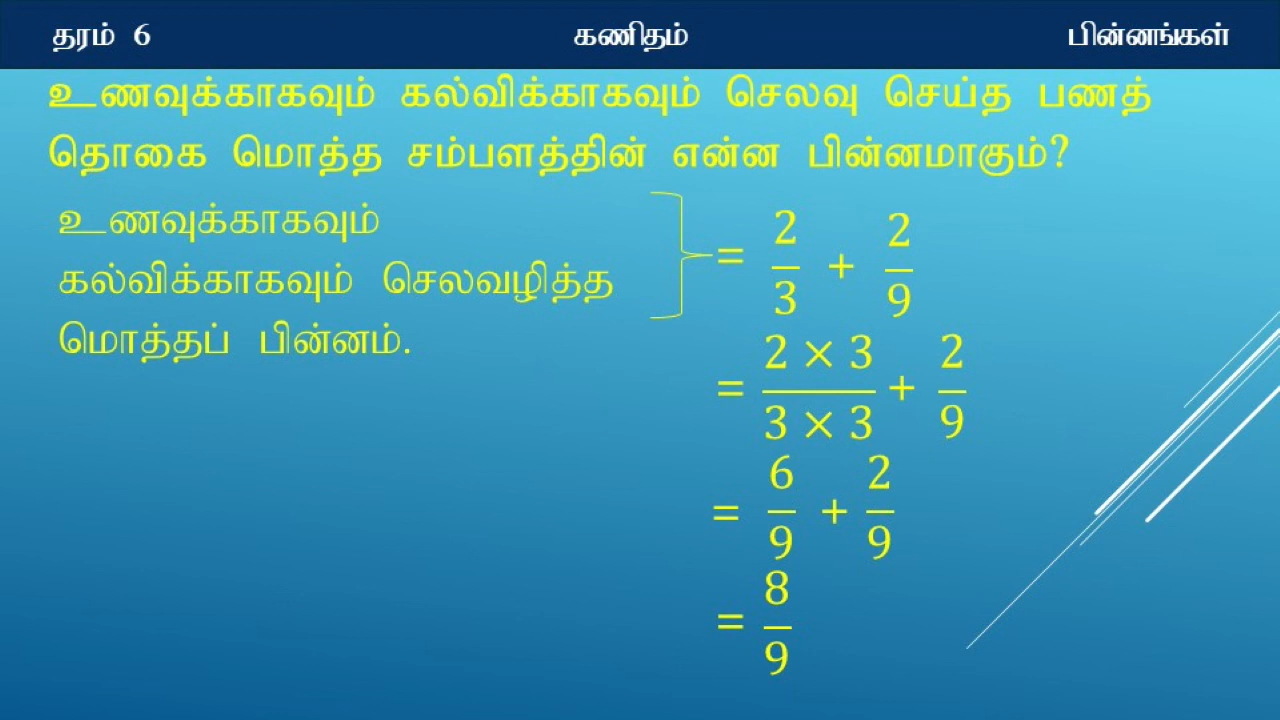 தரம் 6 கணிதம் பின்னங்கள்
உணவுக்காகவும் கல்விக்காகவும் செலவு செய்த பணத்
தொகை மொத்த சம்பளத்தின் என்ன பின்னமாகும்?
உணவுக்காகவும்
கல்விக்காகவும் செலவழித்த
மொத்தப் பின்னம்.
= 2/3 + 2/9
= (2 × 3)/(3 × 3) + 2/9
= 6/9 + 2/9
= 8/9